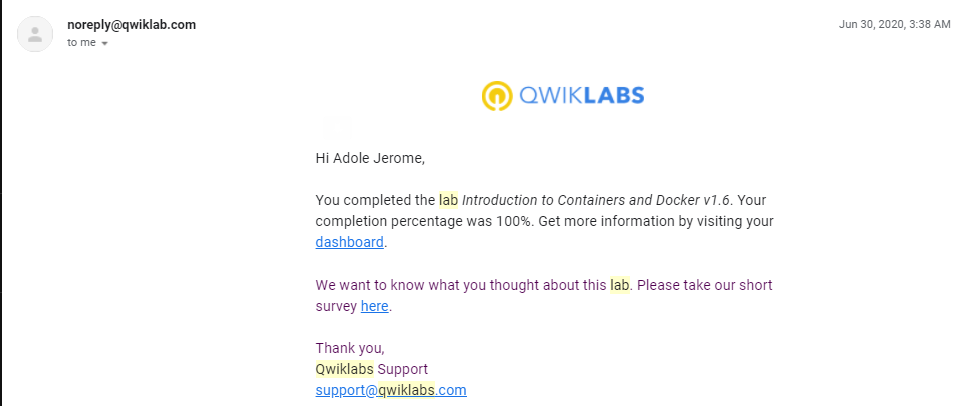 noreply@qwiklab.com
Jun 30, 2020, 3:38 AM
to me
QWIKLABS
Hi Adole Jerome,
You completed the lab Introduction to Containers and Docker v1.6. Your
completion percentage was 100%. Get more information by visiting your
dashboard.
We want to know what you thought about this lab. Please take our short
survey here.
Thank you,
Qwiklabs Support
support@qwiklabs.com